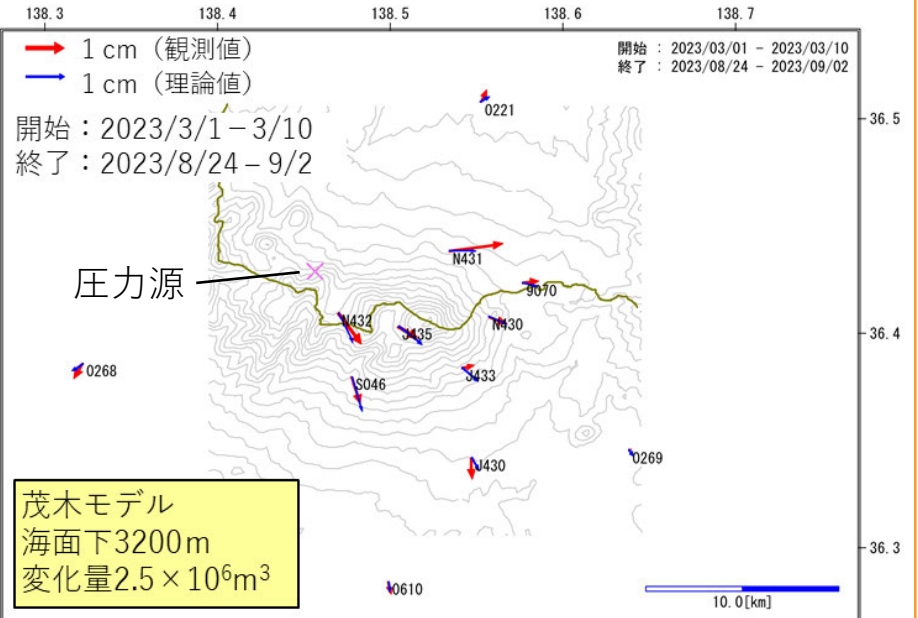 138.3 138.4 138.5 138.6 138.7
1 cm（観測値）
1 cm（理論値）
開始：2023/3/1－3/10
終了：2023/8/24 – 9/2
開始 : 2023/03/01 - 2023/03/10
終了 : 2023/08/24 - 2023/09/02
0221
36.5
N431
圧力源
9070
N432
J435
N430
36.4
0268
J433
S046
J430
0269
茂木モデル
海面下3200m
変化量2.5×10⁶m³
36.3
0610
10.0[km]